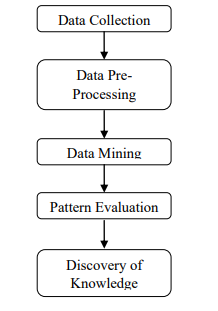 Data Collection
Data Pre-
Processing
Data Mining
Pattern Evaluation
Discovery of
Knowledge